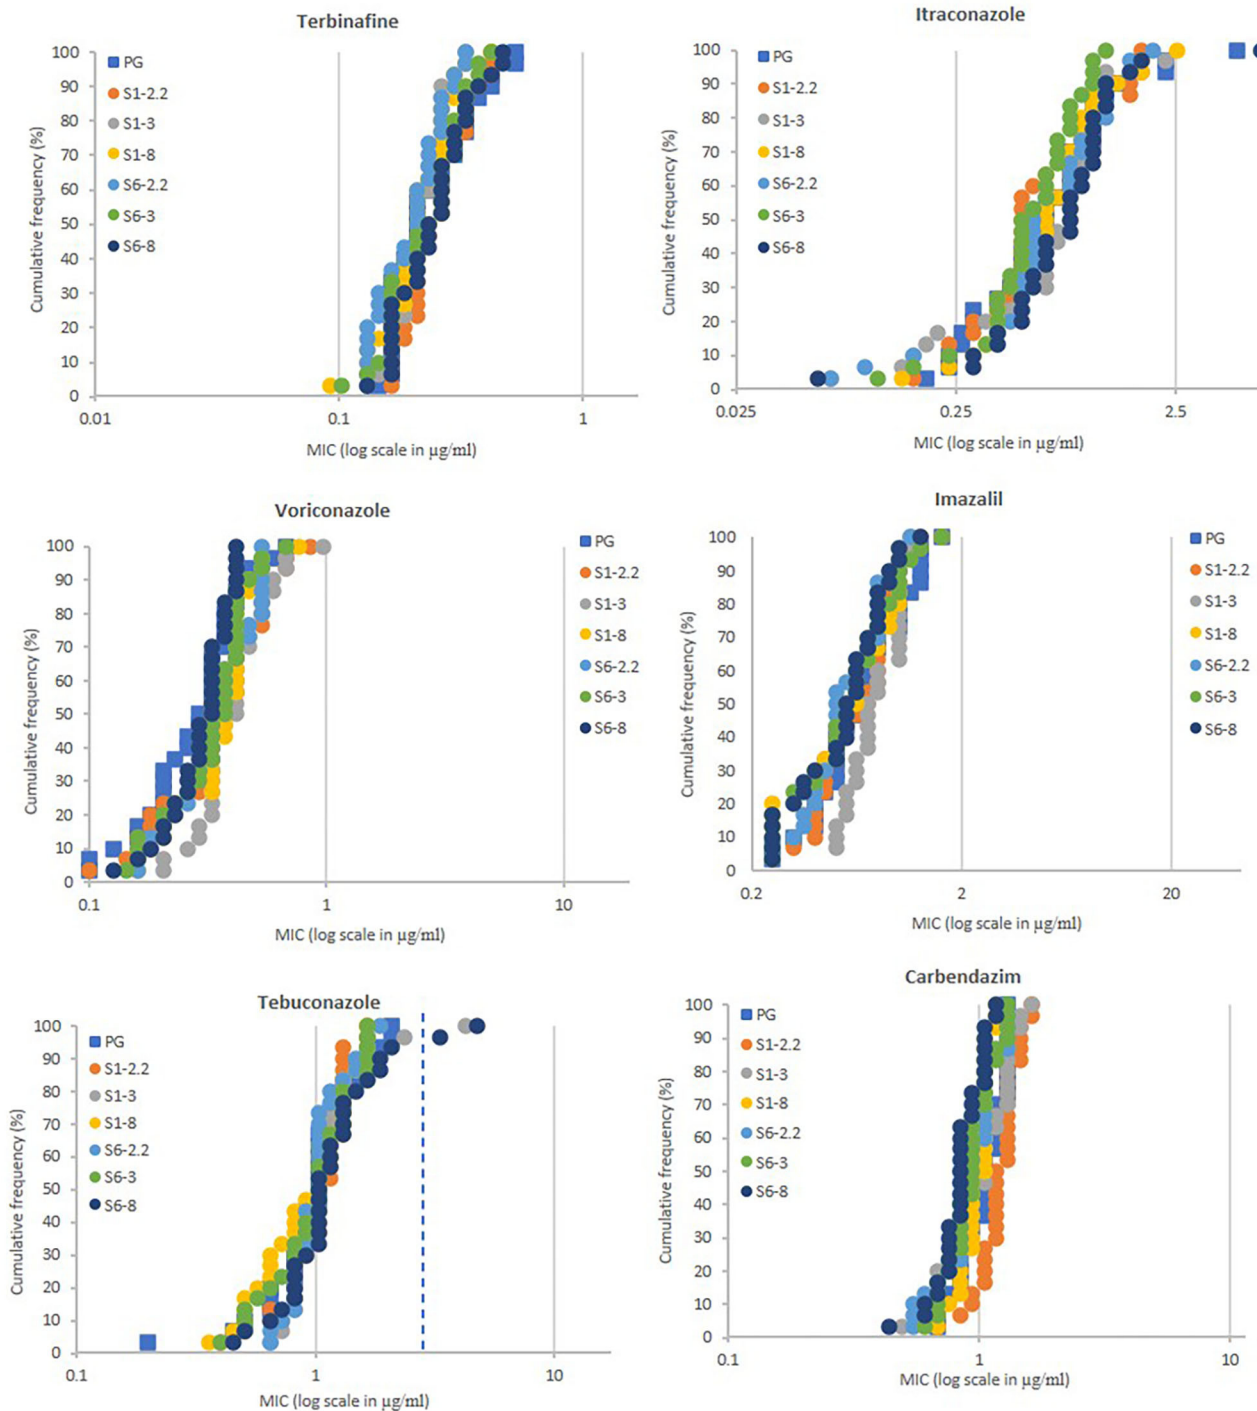 Terbinafine
Cumulative frequency (%)
100
90
80
70
60
50
40
30
20
10
0
PG
S1-2.2
S1-3
S1-8
S6-2.2
S6-3
S6-8
0.01
0.1
1
MIC (log scale in µg/ml)
Itraconazole
Cumulative frequency (%)
100
90
80
70
60
50
40
30
20
10
0
PG
S1-2.2
S1-3
S1-8
S6-2.2
S6-3
S6-8
0.025
0.25
2.5
MIC (log scale in µg/ml)
Voriconazole
Cumulative frequency (%)
100
90
80
70
60
50
40
30
20
10
0
PG
S1-2.2
S1-3
S1-8
S6-2.2
S6-3
S6-8
0.1
1
10
MIC (log scale in µg/ml)
Imazalil
Cumulative frequency (%)
100
90
80
70
60
50
40
30
20
10
0
PG
S1-2.2
S1-3
S1-8
S6-2.2
S6-3
S6-8
0.2
2
20
MIC (log scale in µg/ml)
Tebuconazole
Cumulative frequency (%)
100
90
80
70
60
50
40
30
20
10
0
PG
S1-2.2
S1-3
S1-8
S6-2.2
S6-3
S6-8
1
10
MIC (log scale in µg/ml)
Carbendazim
Cumulative frequency (%)
100
90
80
70
60
50
40
30
20
10
0
PG
S1-2.2
S1-3
S1-8
S6-2.2
S6-3
S6-8
0.1
1
10
MIC (log scale in µg/ml)